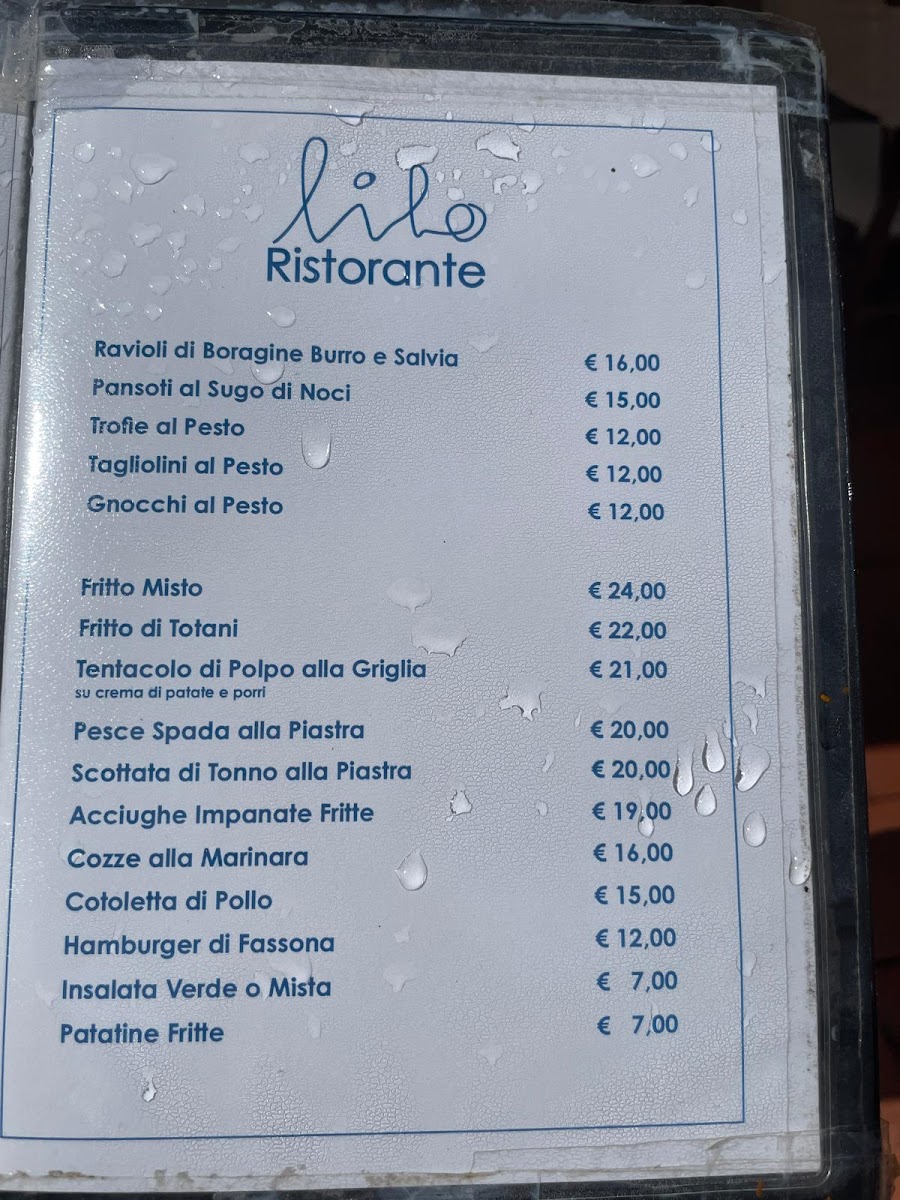 lilo
Ristorante
Ravioli di Boragine Burro e Salvia € 16,00
Pansoti al Sugo di Noci € 15,00
Trofie al Pesto € 12,00
Tagliolini al Pesto € 12,00
Gnocchi al Pesto € 12,00
Fritto Misto € 24,00
Fritto di Totani € 22,00
Tentacolo di Polpo alla Griglia € 21,00
su crema di patate e porri
Pesce Spada alla Piastra € 20,00
Scottata di Tonno alla Piastra € 20,00
Acciughe Impanate Fritte € 19,00
Cozze alla Marinara € 16,00
Cotoletta di Pollo € 15,00
Hamburger di Fassona € 12,00
Insalata Verde o Mista € 7,00
Patatine Fritte € 7,00